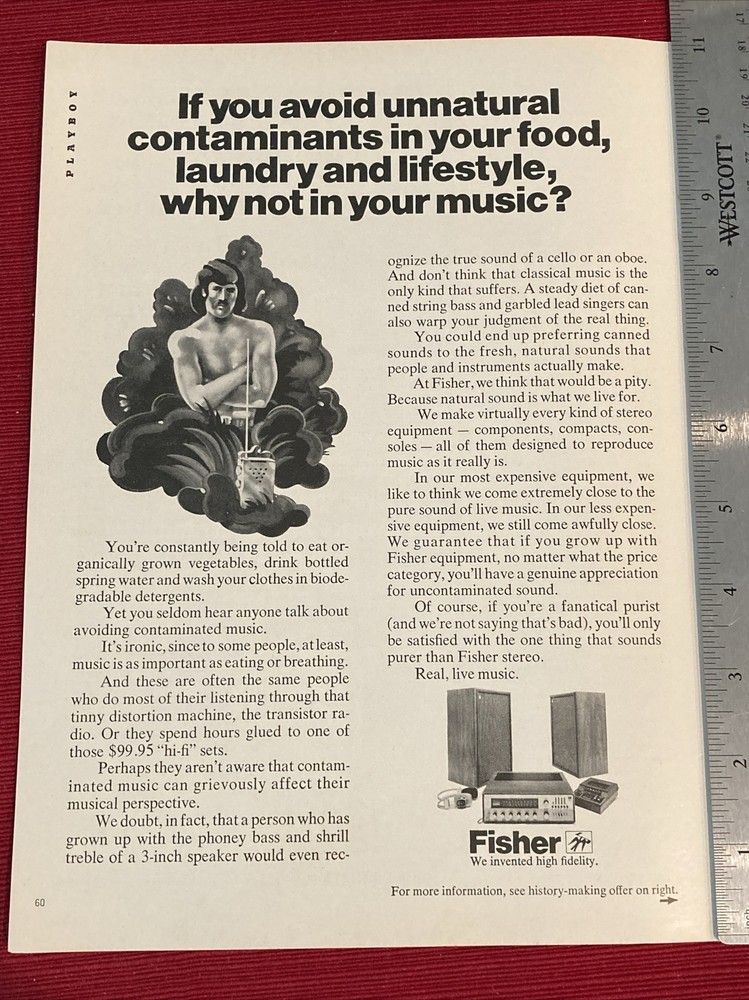 PLAYBOY
If you avoid unnatural
contaminants in your food,
laundry and lifestyle,
why not in your music?
You're constantly being told to eat or-
ganically grown vegetables, drink bottled
spring water and wash your clothes in biode-
gradable detergents.
Yet you seldom hear anyone talk about
avoiding contaminated music.
It's ironic, since to some people, at least,
music is as important as eating or breathing.
And these are often the same people
who do most of their listening through that
tinny distortion machine, the transistor ra-
dio. Or they spend hours glued to one of
those $99.95 "hi-fi" sets.
Perhaps they aren't aware that contam-
inated music can grievously affect their
musical perspective.
We doubt, in fact, that a person who has
grown up with the phoney bass and shrill
treble of a 3-inch speaker would even rec-
ognize the true sound of a cello or an oboe.
And don't think that classical music is the
only kind that suffers. A steady diet of can-
ned string bass and garbled lead singers can
also warp your judgment of the real thing.
You could end up preferring canned
sounds to the fresh, natural sounds that
people and instruments actually make.
At Fisher, we think that would be a pity.
Because natural sound is what we live for.
We make virtually every kind of stereo
equipment — components, compacts, con-
soles — all of them designed to reproduce
music as it really is.
In our most expensive equipment, we
like to think we come extremely close to the
pure sound of live music. In our less expen-
sive equipment, we still come awfully close.
We guarantee that if you grow up with
Fisher equipment, no matter what the price
category, you'll have a genuine appreciation
for uncontaminated sound.
Of course, if you're a fanatical purist
(and we're not saying that's bad), you'll only
be satisfied with the one thing that sounds
purer than Fisher stereo.
Real, live music.
Fisher
We invented high fidelity.
For more information, see history-making offer on right.
60
WESTCOTT®
11
10
9
8
7
6
5
4
3
2
1
inch